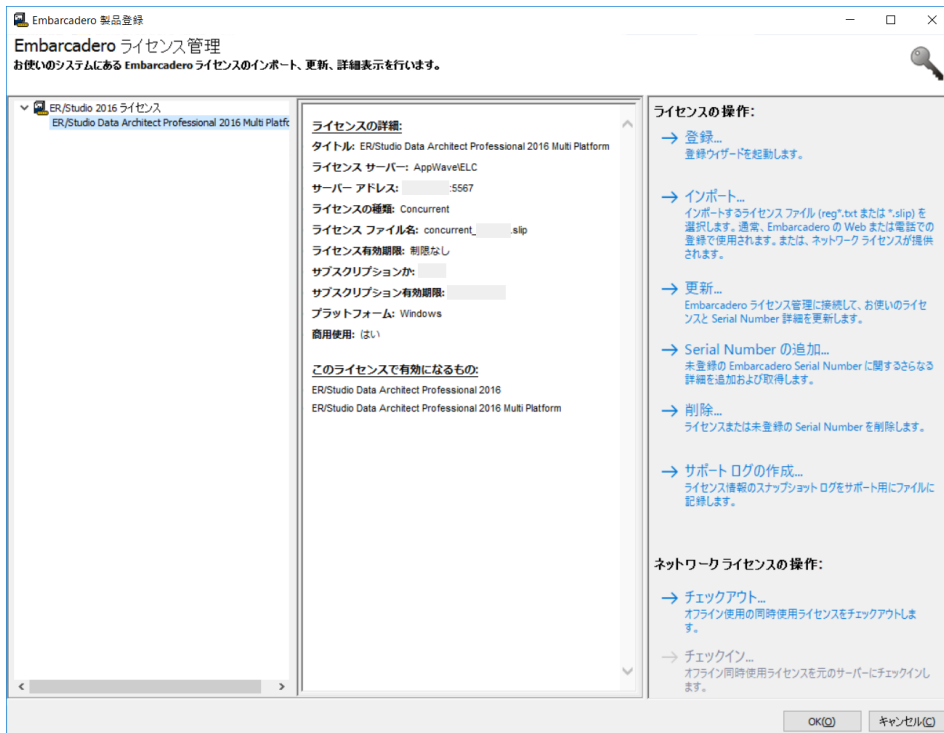 Embarcadero 製品登録
Embarcadero ライセンス管理
お使いのシステムにある Embarcadero ライセンスのインポート、更新、詳細表示を行います。
ER/Studio 2016 ライセンス
ER/Studio Data Architect Professional 2016 Multi Platfc
ライセンスの詳細:
タイトル: ER/Studio Data Architect Professional 2016 Multi Platform
ライセンス サーバー: AppWave\ELC
サーバー アドレス: :5567
ライセンスの種類: Concurrent
ライセンス ファイル名: concurrent_ .slip
ライセンス有効期限: 制限なし
サブスクリプションか:
サブスクリプション有効期限:
プラットフォーム: Windows
商用使用: はい
このライセンスで有効になるもの:
ER/Studio Data Architect Professional 2016
ER/Studio Data Architect Professional 2016 Multi Platform
ライセンスの操作:
登録...
登録ウィザードを起動します。
インポート...
インポートするライセンス ファイル (reg*.txt または *.slip) を
選択します。通常、Embarcadero の Web または電話での
登録で使用されます。または、ネットワーク ライセンスが提供
されます。
更新...
Embarcadero ライセンス管理に接続して、お使いのライセ
ンスと Serial Number 詳細を更新します。
Serial Number の追加...
未登録の Embarcadero Serial Number に関するさらなる
詳細を追加および取得します。
削除...
ライセンスまたは未登録の Serial Number を削除します。
サポート ログの作成...
ライセンス情報のスナップショット ログをサポート用にファイルに
記録します。
ネットワーク ライセンスの操作:
チェックアウト...
オフライン使用の同時使用ライセンスをチェックアウトしま
す。
チェックイン...
オフライン同時使用ライセンスを元のサーバーにチェックインし
ます。
OK(O)
キャンセル(C)